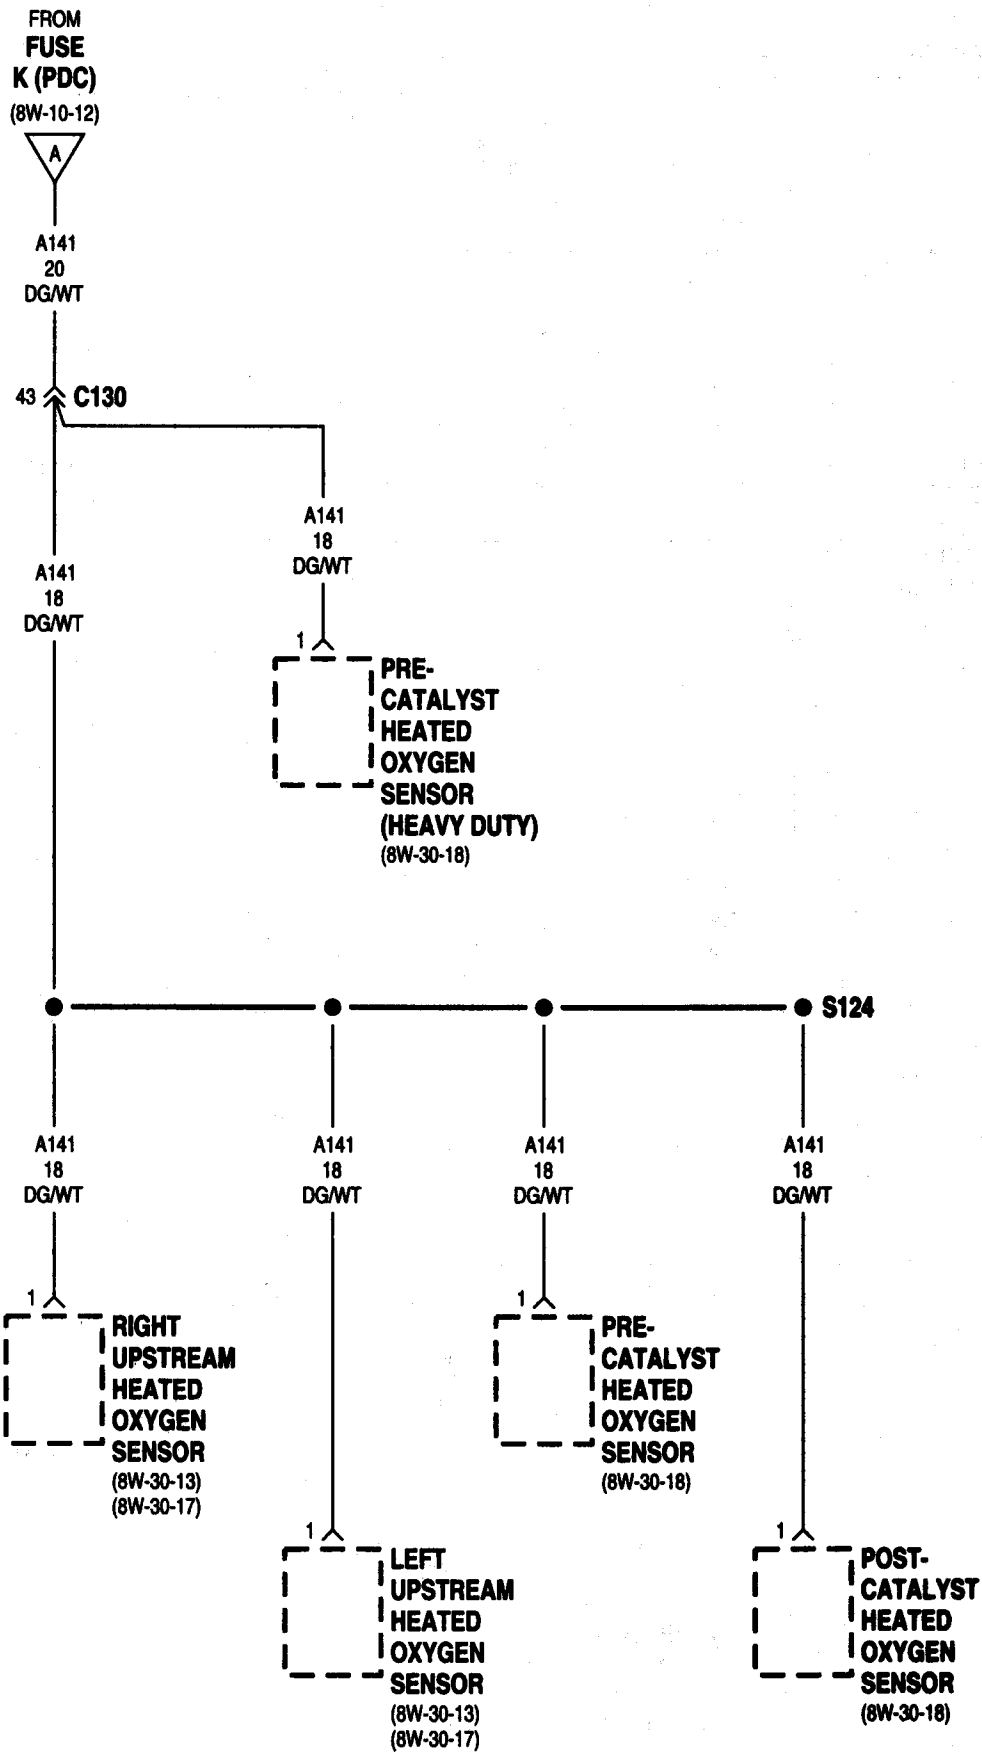 FROM
FUSE
K (PDC)
(8W-10-12)
A
A141
20
DG/WT
43 C130
A141
18
DG/WT
A141
18
DG/WT
1
PRE-
CATALYST
HEATED
OXYGEN
SENSOR
(HEAVY DUTY)
(8W-30-18)
S124
A141
18
DG/WT
A141
18
DG/WT
A141
18
DG/WT
A141
18
DG/WT
1
RIGHT
UPSTREAM
HEATED
OXYGEN
SENSOR
(8W-30-13)
(8W-30-17)
1
PRE-
CATALYST
HEATED
OXYGEN
SENSOR
(8W-30-18)
1
LEFT
UPSTREAM
HEATED
OXYGEN
SENSOR
(8W-30-13)
(8W-30-17)
1
POST-
CATALYST
HEATED
OXYGEN
SENSOR
(8W-30-18)